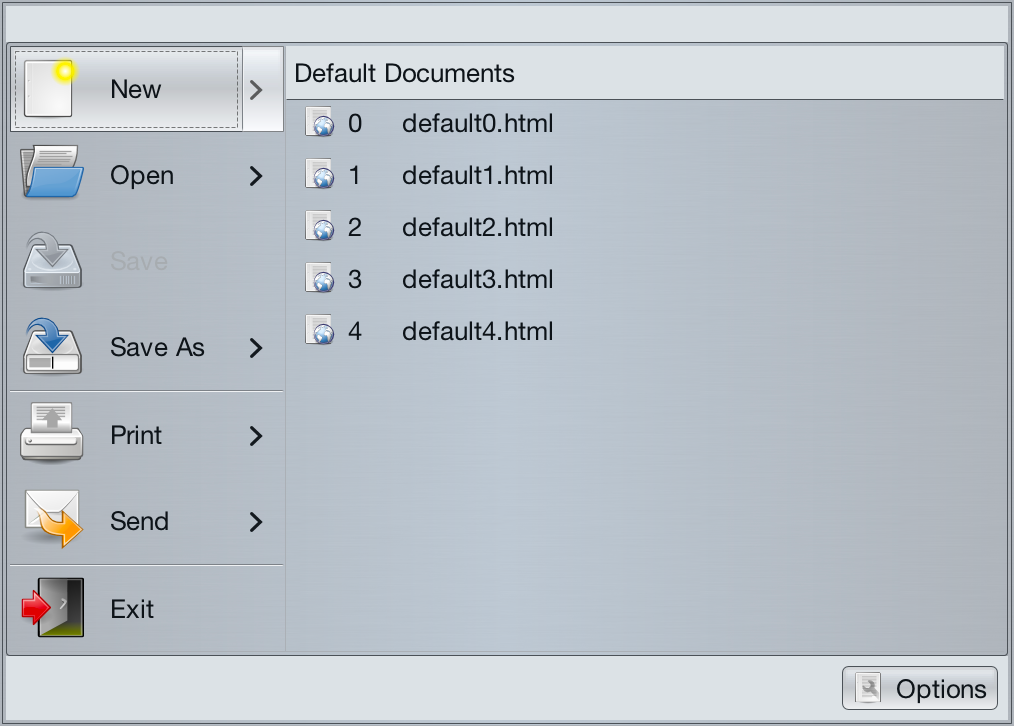 New
Open
Save
Save As
Print
Send
Exit
Default Documents
0 default0.html
1 default1.html
2 default2.html
3 default3.html
4 default4.html
Options